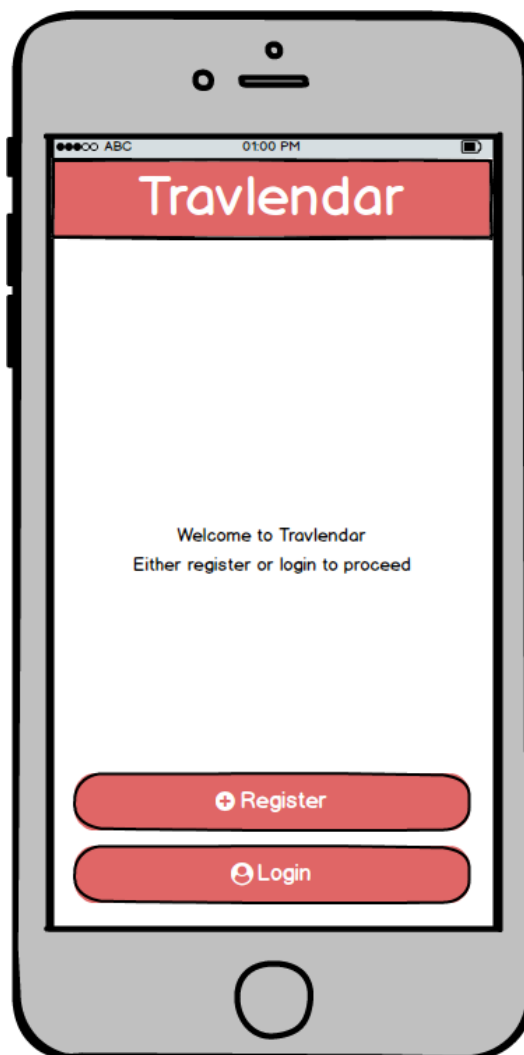 ABC 01:00 PM
Travlendar
Welcome to Travlendar
Either register or login to proceed
Register
Login